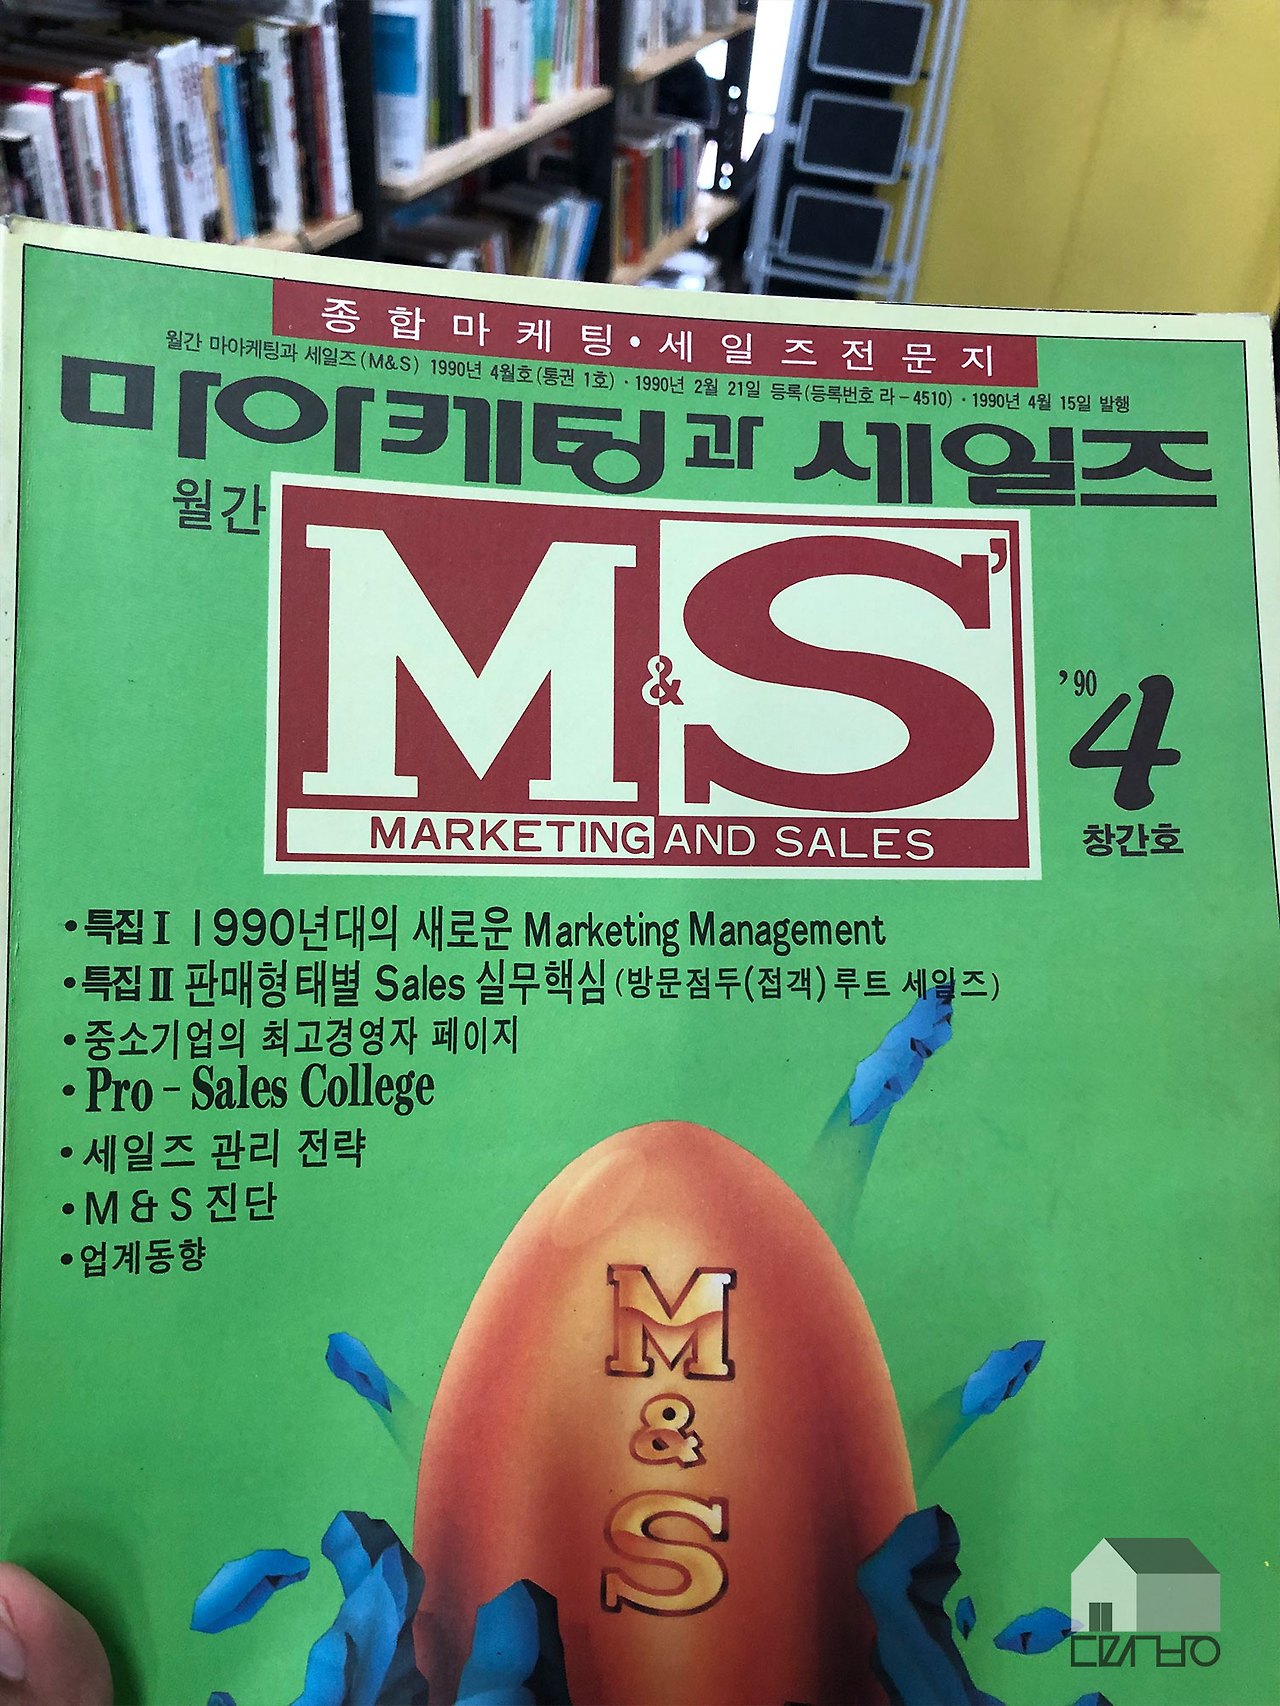 종합마케팅·세일즈전문지
월간 마아케팅과 세일즈(M&S) 1990년 4월호(통권 1호)·1990년 2월 21일 등록(등록번호 라-4510)·1990년 4월 15일 발행
마아케팅과 세일즈
월간
M&S'
MARKETING AND SALES
'90 4
창간호
•특집Ⅰ 1990년대의 새로운 Marketing Management
•특집Ⅱ 판매형태별 Sales 실무핵심(방문점두(접객)루트 세일즈)
•중소기업의 최고경영자 페이지
•Pro-Sales College
•세일즈 관리 전략
•M&S 진단
•업계동향
M
&
S